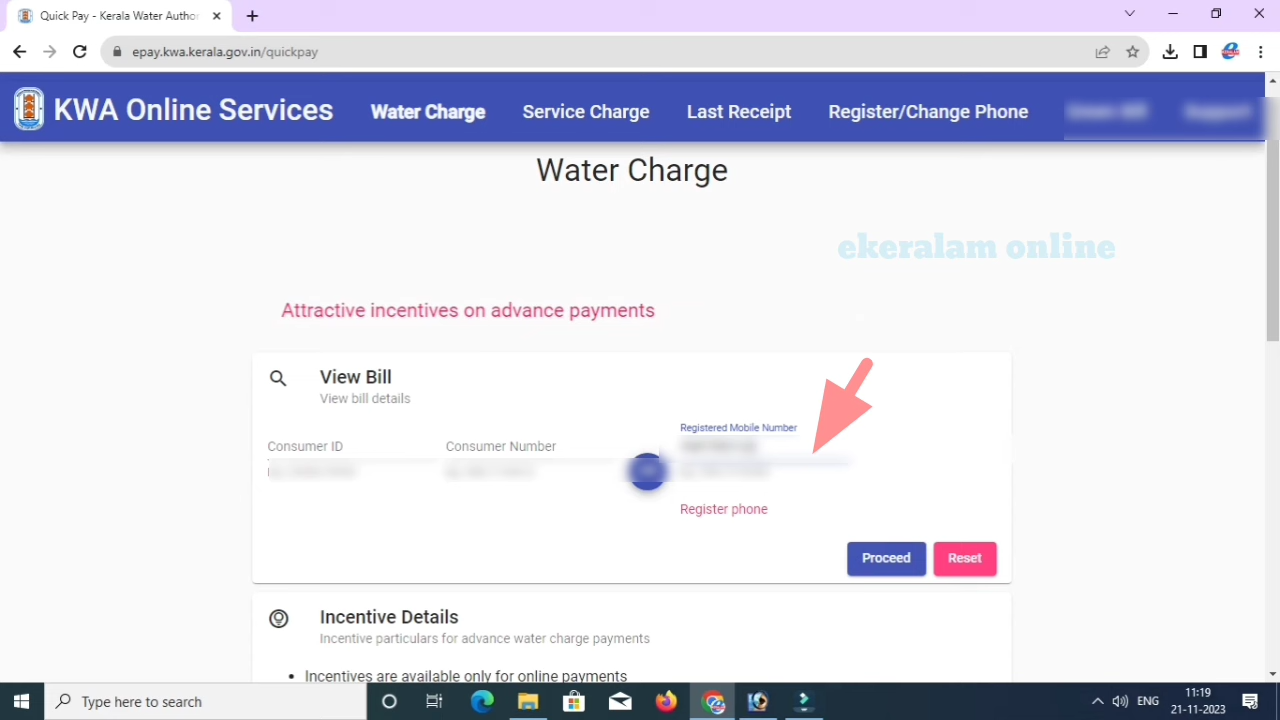 Quick Pay - Kerala Water Autho
epay.kwa.kerala.gov.in/quickpay
KWA Online Services
Water Charge
Service Charge
Last Receipt
Register/Change Phone
Support
Water Charge
ekeralam online
Attractive incentives on advance payments
View Bill
View bill details
Registered Mobile Number
Consumer ID
Consumer Number
Register phone
Proceed
Reset
Incentive Details
Incentive particulars for advance water charge payments
• Incentives are available only for online payments
Type here to search
ENG
11:19
21-11-2023